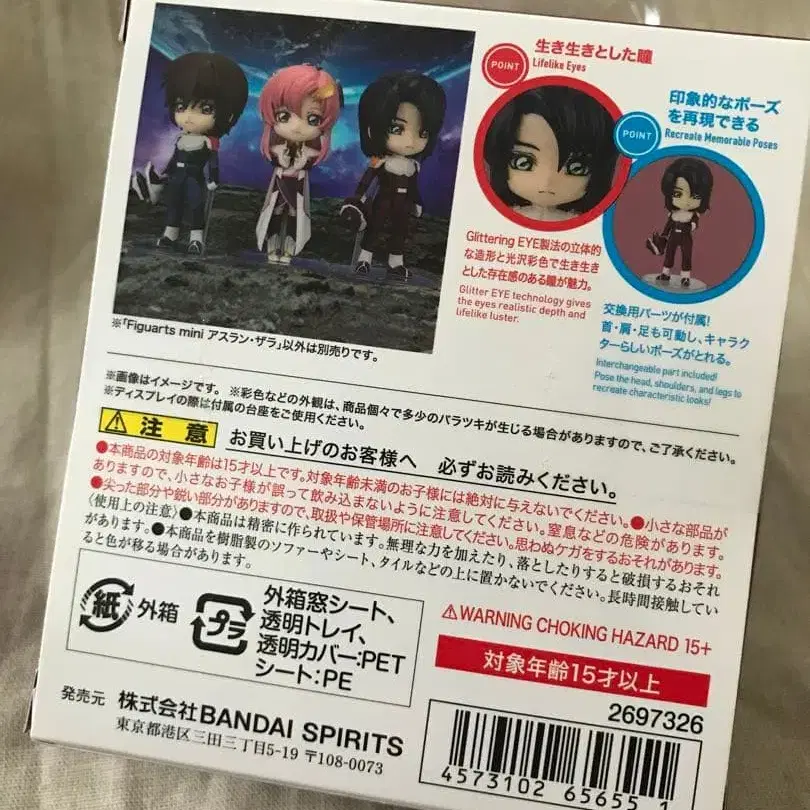 POINT
生き生きとした瞳
Lifelike Eyes
POINT
印象的なポーズ
を再現できる
Recreate Memorable Poses
Glittering EYE製法の立体的
な造形と光沢彩色で生き生き
とした存在感のある瞳が魅力。
Glitter EYE technology gives
the eyes realistic depth and
lifelike luster.
交換用パーツが付属!
首・肩・足も可動し、キャラク
ターらしいポーズがとれる。
Interchangeable part included!
Pose the head, shoulders, and legs to
recreate characteristic looks!
※「Figuarts mini アスラン・ザラ」以外は別売りです。
※画像はイメージです。 ※彩色などの外観は、商品個々で多少のバラツキが生じる場合がありますので、ご了承ください。
※ディスプレイの際は付属の台座をご使用ください。
注意 お買い上げのお客様へ 必ずお読みください。
●本商品の対象年齢は15才以上です。対象年齢未満のお子様には絶対に与えないでください。●小さな部品が
ありますので、小さなお子様が誤って飲み込まないように注意してください。窒息などの危険があります。
●尖った部分や鋭い部分がありますので、取扱や保管場所に注意してください。思わぬケガをするおそれがあります。
〈使用上の注意〉●本商品は精密に作られています。無理な力を加えたり、落としたりすると破損するおそれ
があります。●本商品を樹脂製のソファーやシート、タイルなどの上に置かないでください。長時間接触してい
ると色が移る場合があります。
紙 外箱
プラ
外箱窓シート、
透明トレイ、
透明カバー:PET
シート:PE
⚠WARNING CHOKING HAZARD 15+
対象年齢15才以上
発売元 株式会社BANDAI SPIRITS
東京都港区三田三丁目5-19 〒108-0073
2697326
4573102 65655 1